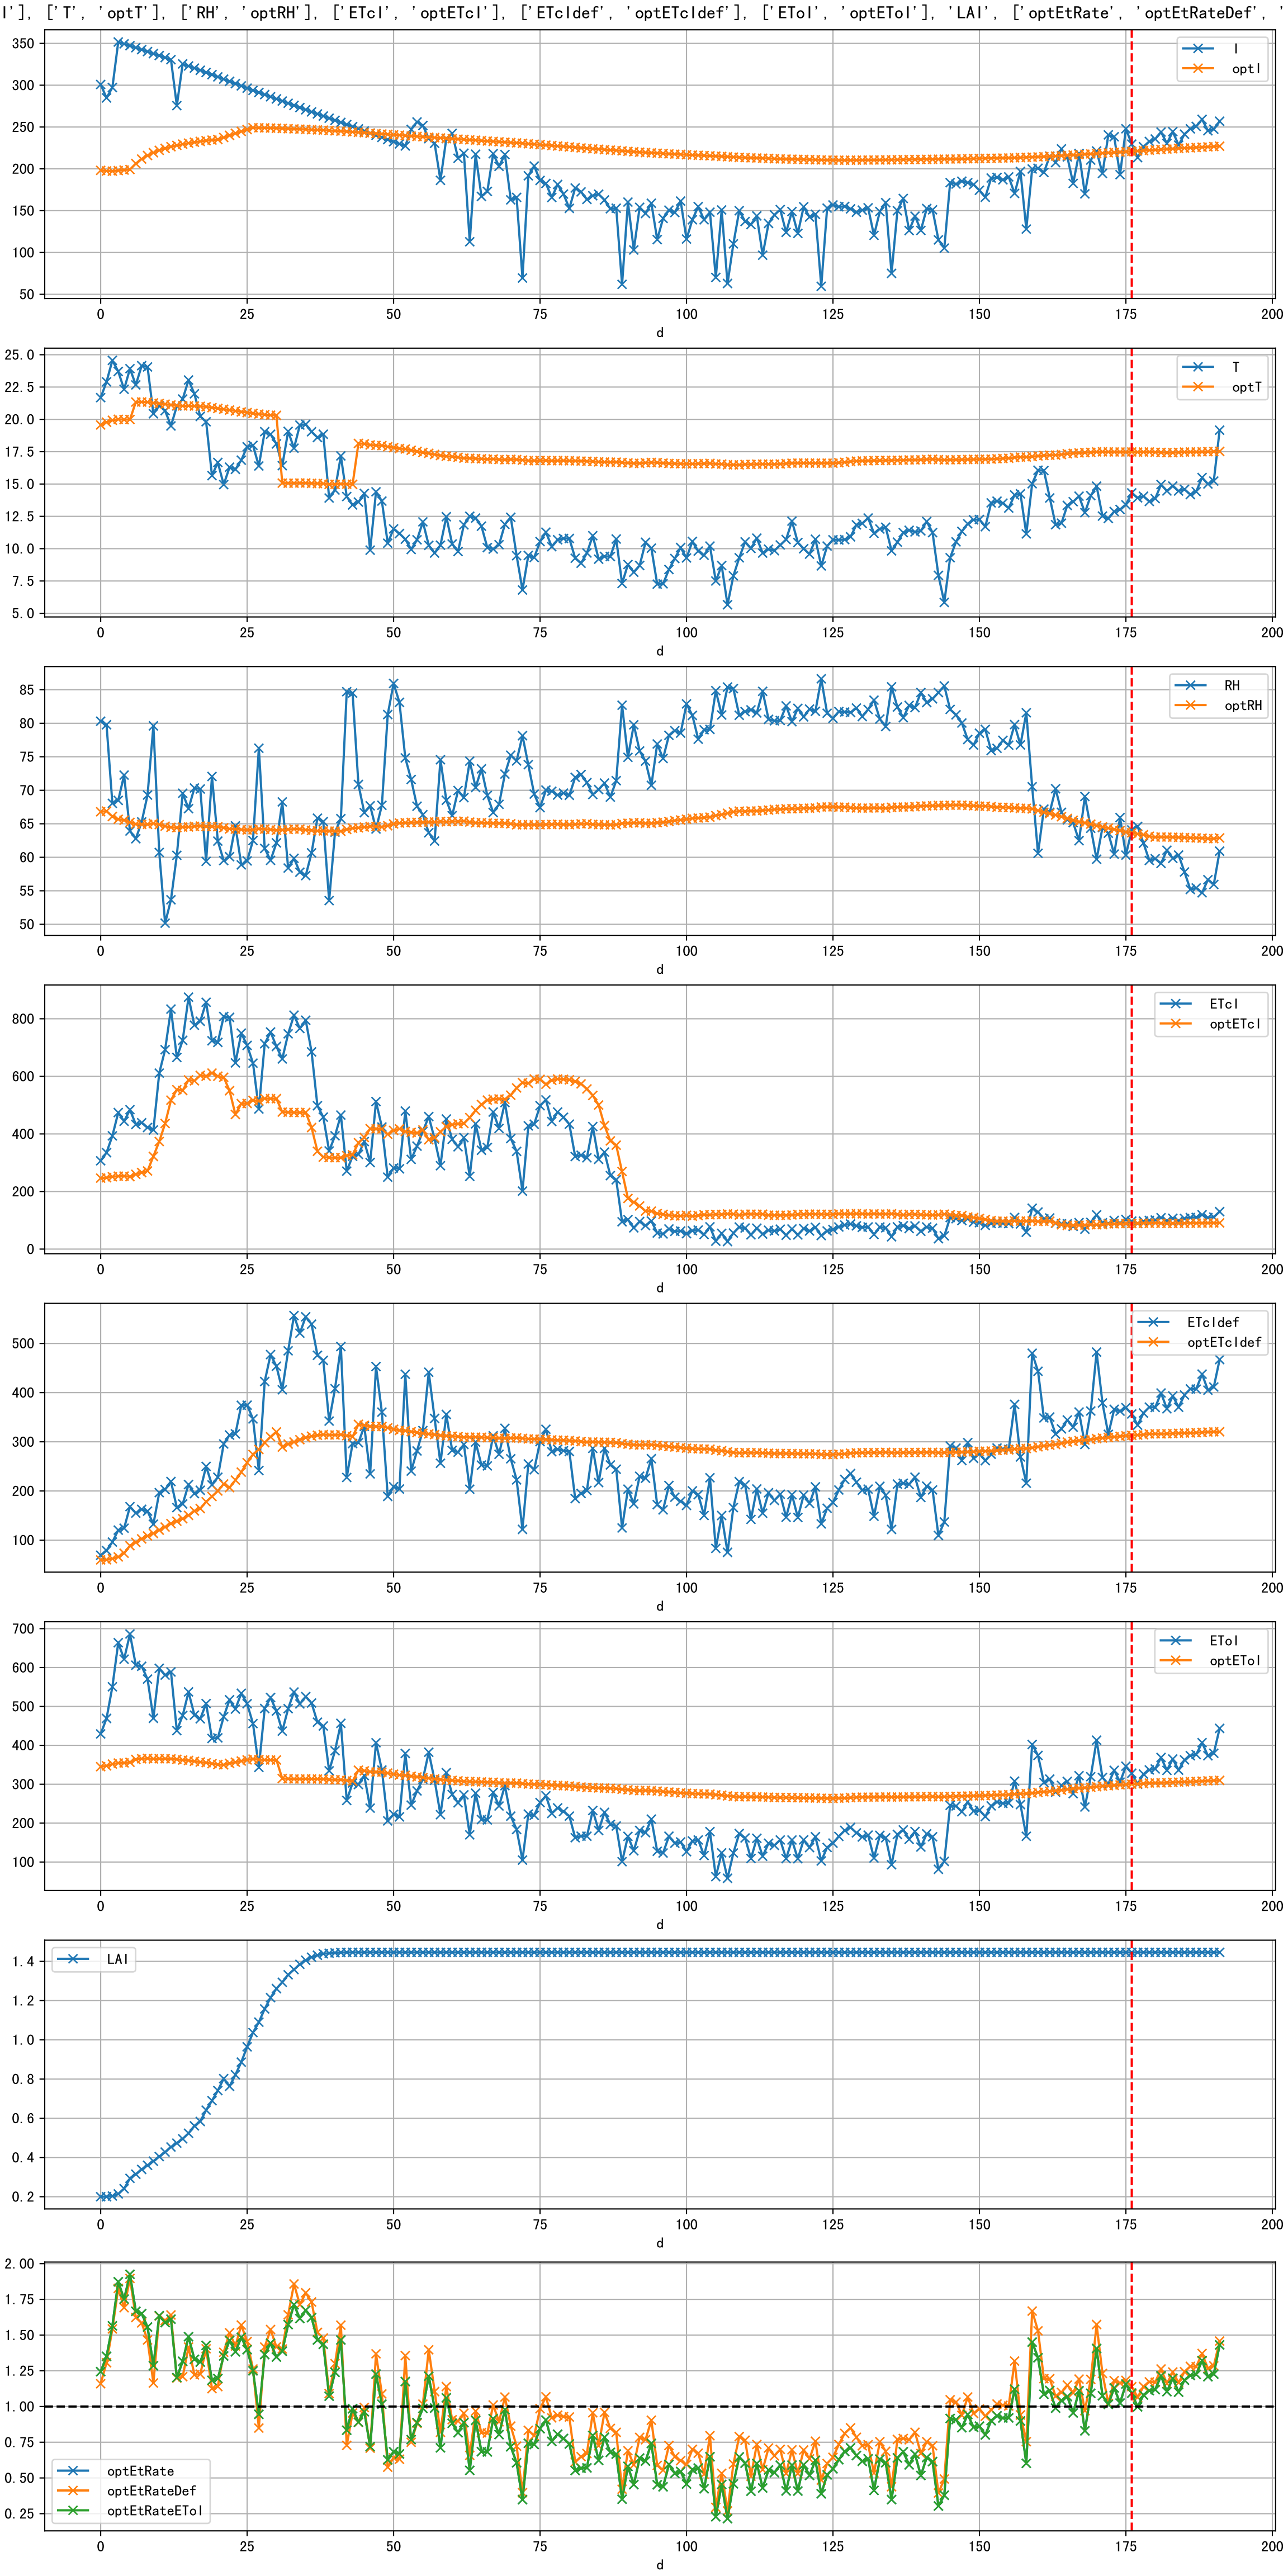 I'], ['T', 'optT'], ['RH', 'optRH'], ['ETcI', 'optETcI'], ['ETcIdef', 'optETcIdef'], ['EToI', 'optEToI'], 'LAI', ['optEtRate', 'optEtRateDef', '
I
optI
350
300
250
200
150
100
50
0 25 50 75 100 125 150 175 200
d
T
optT
25.0
22.5
20.0
17.5
15.0
12.5
10.0
7.5
5.0
0 25 50 75 100 125 150 175 200
d
RH
optRH
85
80
75
70
65
60
55
50
0 25 50 75 100 125 150 175 200
d
ETcI
optETcI
800
600
400
200
0
0 25 50 75 100 125 150 175 200
d
ETcIdef
optETcIdef
500
400
300
200
100
0 25 50 75 100 125 150 175 200
d
EToI
optEToI
700
600
500
400
300
200
100
0 25 50 75 100 125 150 175 200
d
LAI
1.4
1.2
1.0
0.8
0.6
0.4
0.2
0 25 50 75 100 125 150 175 200
d
2.00
1.75
1.50
1.25
1.00
0.75
0.50
0.25
optEtRate
optEtRateDef
optEtRateEToI
0 25 50 75 100 125 150 175 200
d